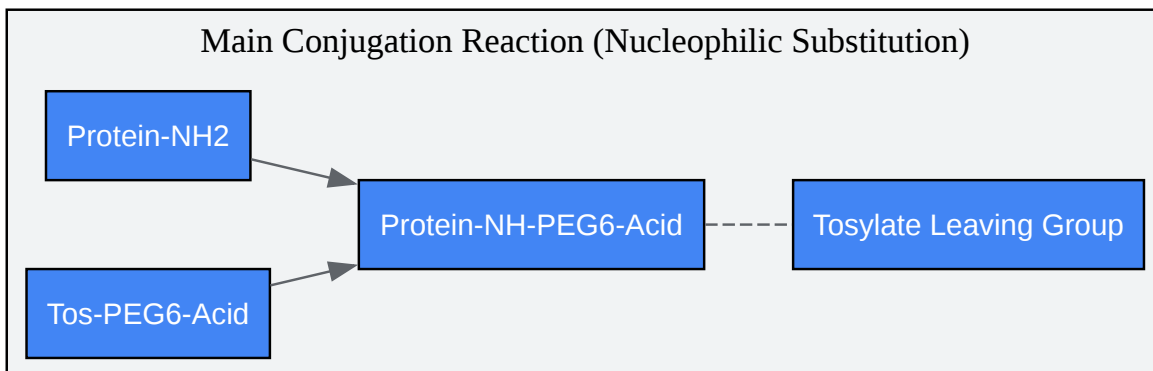 Main Conjugation Reaction (Nucleophilic Substitution)
Protein-NH2
Protein-NH-PEG6-Acid
Tosylate Leaving Group
Tos-PEG6-Acid